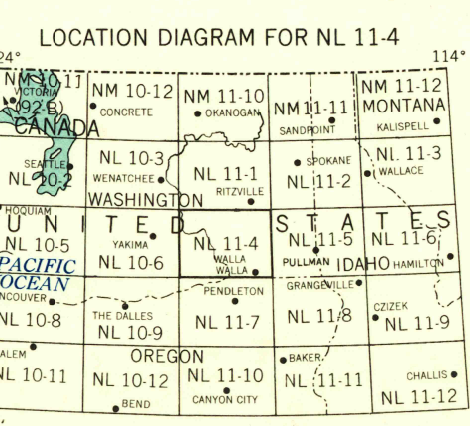 LOCATION DIAGRAM FOR NL 11-4
24°
114°
NM 10-11
VICTORIA
(92 B)
NM 10-12
CONCRETE
NM 11-10
OKANOGAN
NM 11-11
SANDPOINT
NM 11-12
MONTANA
KALISPELL
CANADA
SEATTLE
NL 10-2
NL 10-3
WENATCHEE
NL 11-1
RITZVILLE
SPOKANE
NL 11-2
NL 11-3
WALLACE
WASHINGTON
HOQUIAM
UNITED STATES
NL 10-5
YAKIMA
NL 10-6
NL 11-4
WALLA
WALLA
NL 11-5
PULLMAN
NL 11-6
HAMILTON
IDAHO
PACIFIC
OCEAN
NCOUVER
NL 10-8
THE DALLES
NL 10-9
PENDLETON
NL 11-7
GRANGEVILLE
NL 11-8
CZIZEK
NL 11-9
OREGON
ALEM
NL 10-11
NL 10-12
BEND
NL 11-10
CANYON CITY
BAKER
NL 11-11
CHALLIS
NL 11-12